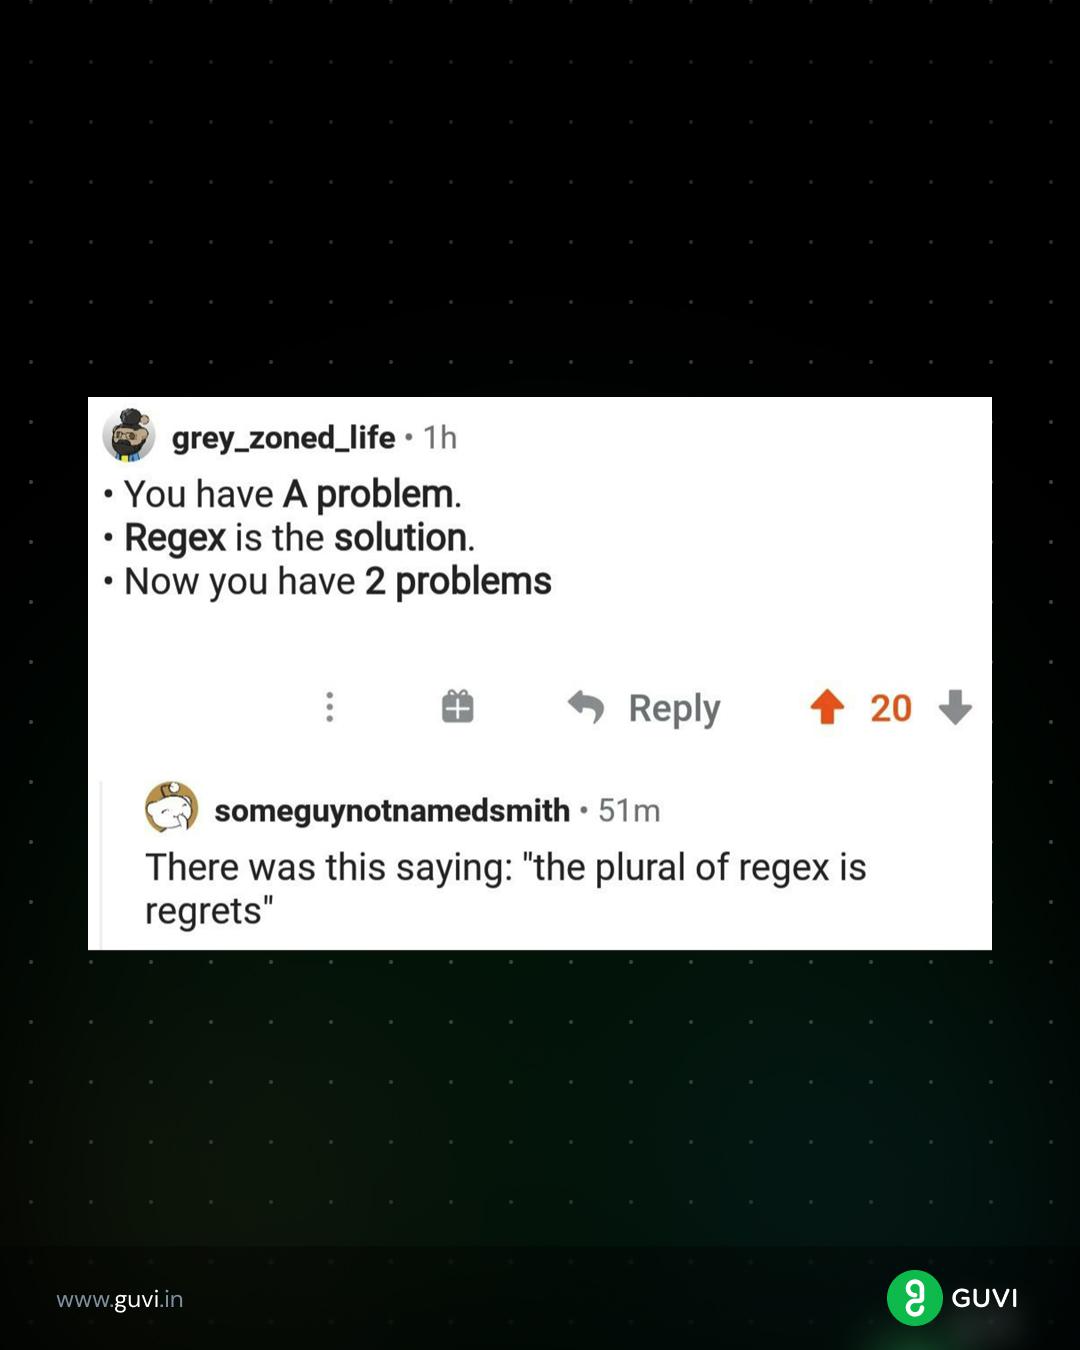 grey_zoned_life • 1h
• You have A problem.
• Regex is the solution.
• Now you have 2 problems
Reply 20
someguynotnamedsmith • 51m
There was this saying: "the plural of regex is
regrets"
www.guvi.in
GUVI